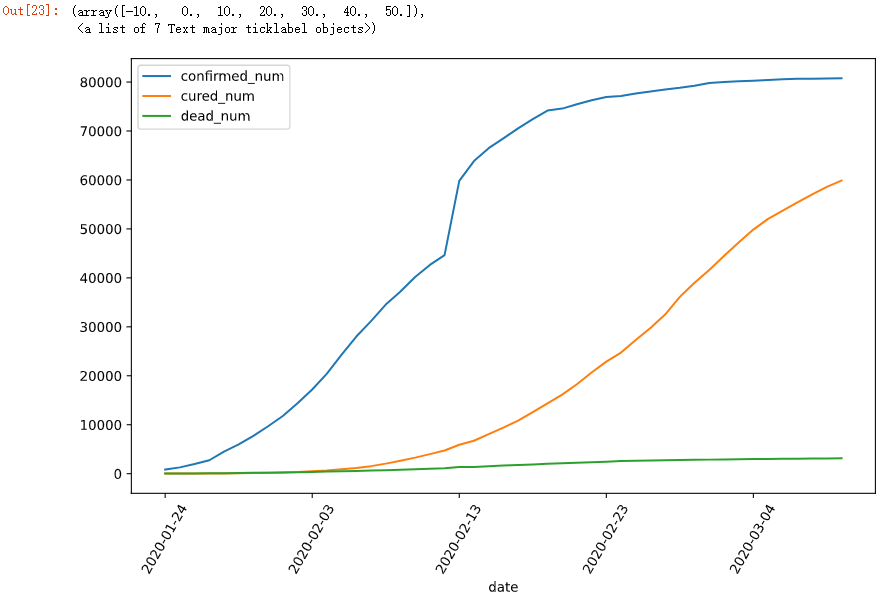 Out[23]: (array([-10., 0., 10., 20., 30., 40., 50.]),
<a list of 7 Text major ticklabel objects>)
confirmed_num
cured_num
dead_num
80000
70000
60000
50000
40000
30000
20000
10000
0
2020-01-24
2020-02-03
2020-02-13
2020-02-23
2020-03-04
date